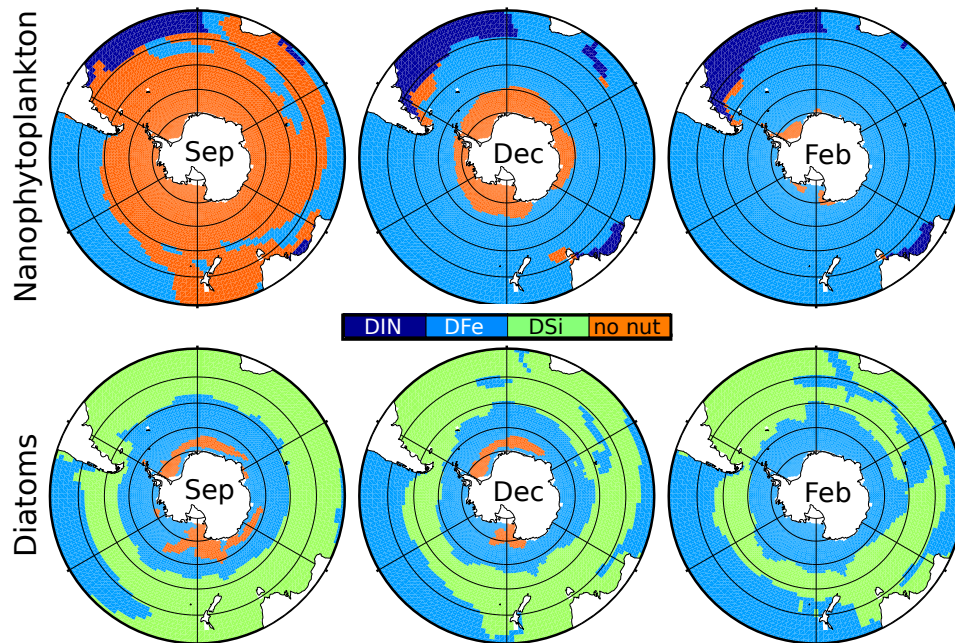 Nanophytoplankton
Sep
Dec
Feb
DIN DFe DSi no nut
Diatoms
Sep
Dec
Feb